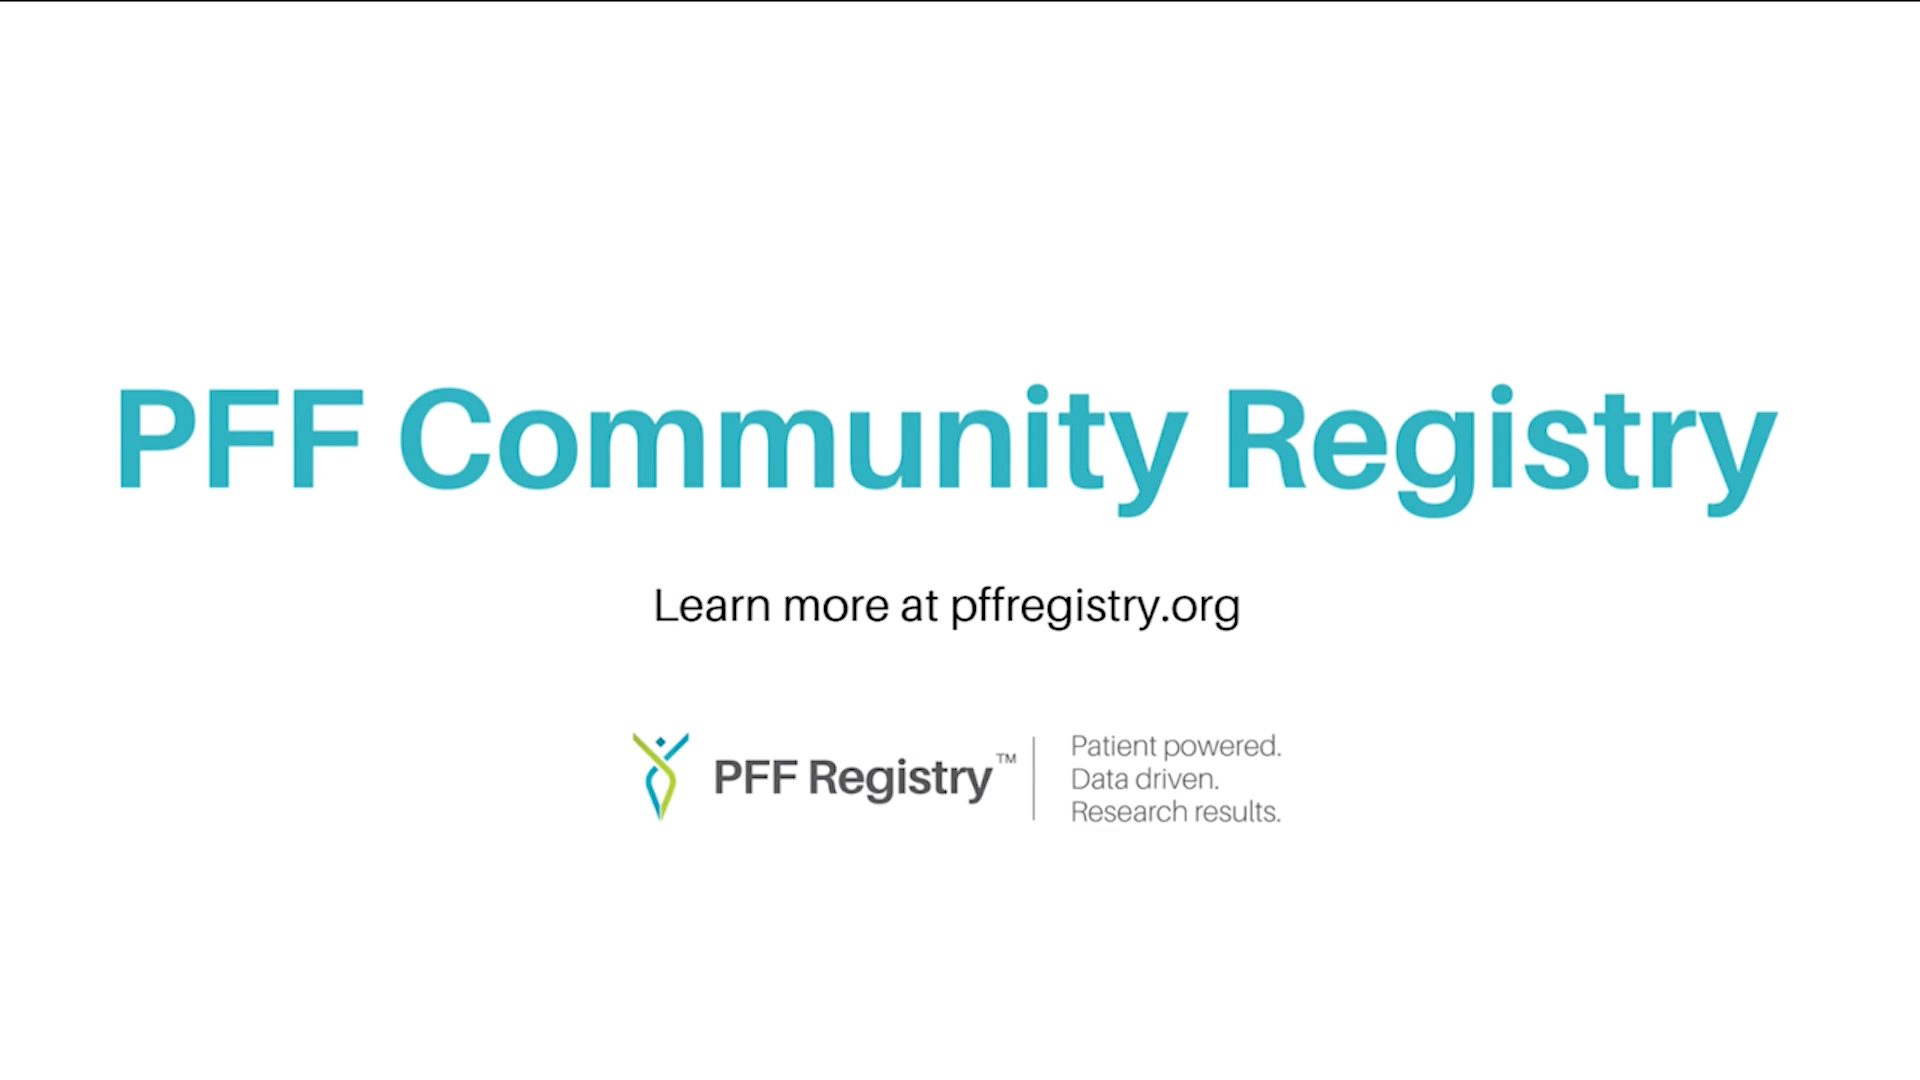 PFF Community Registry
Learn more at pffregistry.org
PFF Registry™
Patient powered.
Data driven.
Research results.